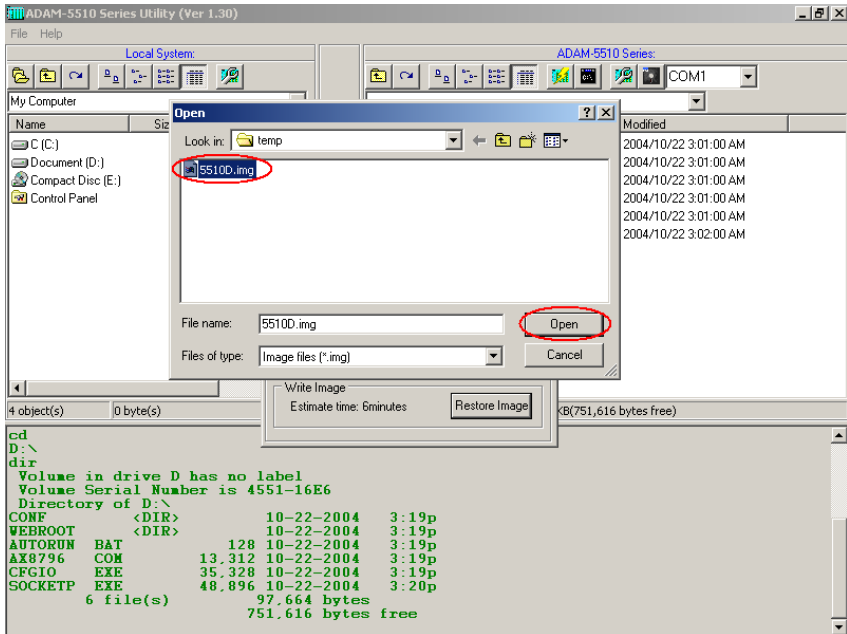 ADAM-5510 Series Utility (Ver 1.30)
File Help
Local System:
ADAM-5510 Series:
COM1
My Computer
Name Siz
Modified
C (C:)
Document (D:)
Compact Disc (E:)
Control Panel
2004/10/22 3:01:00 AM
2004/10/22 3:01:00 AM
2004/10/22 3:01:00 AM
2004/10/22 3:01:00 AM
2004/10/22 3:01:00 AM
2004/10/22 3:02:00 AM
Open
Look in: temp
5510D.img
File name: 5510D.img Open
Files of type: Image files (*.img) Cancel
Write Image
Estimate time: 6minutes Restore Image
4 object(s) 0 byte(s)
KB(751,616 bytes free)
cd
D:\
dir
Volume in drive D has no label
Volume Serial Number is 4551-16E6
Directory of D:\
CONF <DIR> 10-22-2004 3:19p
WEBROOT <DIR> 10-22-2004 3:19p
AUTORUN BAT 128 10-22-2004 3:19p
AX8796 COM 13,312 10-22-2004 3:19p
CFGIO EXE 35,328 10-22-2004 3:19p
SOCKETP EXE 48,896 10-22-2004 3:20p
6 file(s) 97,664 bytes
751,616 bytes free